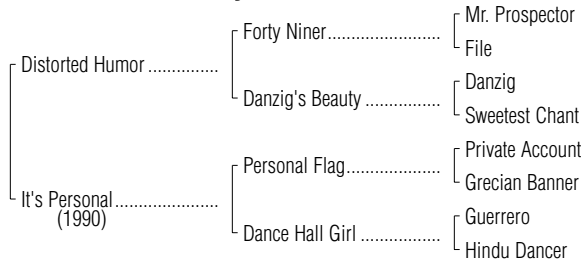 Mr. Prospector
Forty Niner
File
Distorted Humor
Danzig
Danzig's Beauty
Sweetest Chant
Private Account
Personal Flag
Grecian Banner
It's Personal
(1990)
Guerrero
Dance Hall Girl
Hindu Dancer